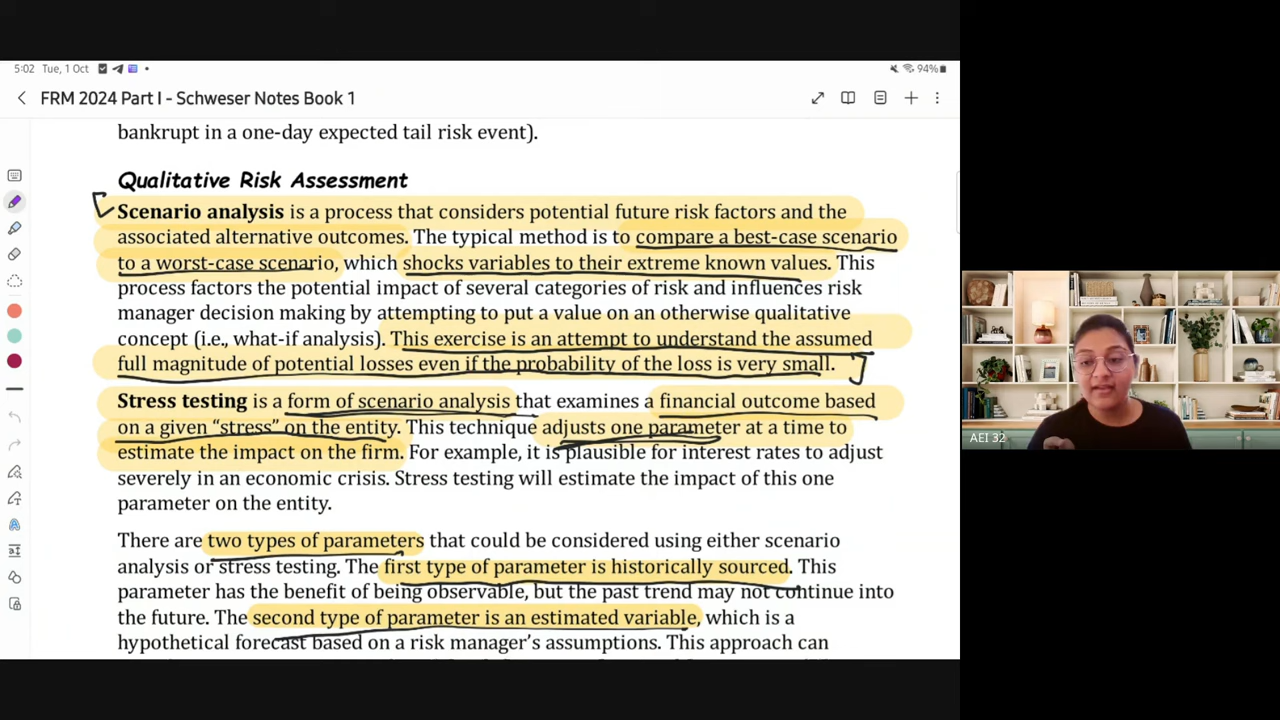 5:02 Tue, 1 Oct
94%
FRM 2024 Part I - Schweser Notes Book 1
bankrupt in a one-day expected tail risk event).
Qualitative Risk Assessment
Scenario analysis is a process that considers potential future risk factors and the
associated alternative outcomes. The typical method is to compare a best-case scenario
to a worst-case scenario, which shocks variables to their extreme known values. This
process factors the potential impact of several categories of risk and influences risk
manager decision making by attempting to put a value on an otherwise qualitative
concept (i.e., what-if analysis). This exercise is an attempt to understand the assumed
full magnitude of potential losses even if the probability of the loss is very small.
Stress testing is a form of scenario analysis that examines a financial outcome based
on a given “stress” on the entity. This technique adjusts one parameter at a time to
estimate the impact on the firm. For example, it is plausible for interest rates to adjust
severely in an economic crisis. Stress testing will estimate the impact of this one
parameter on the entity.
There are two types of parameters that could be considered using either scenario
analysis or stress testing. The first type of parameter is historically sourced. This
parameter has the benefit of being observable, but the past trend may not continue into
the future. The second type of parameter is an estimated variable, which is a
hypothetical forecast based on a risk manager’s assumptions. This approach can
AEI 32